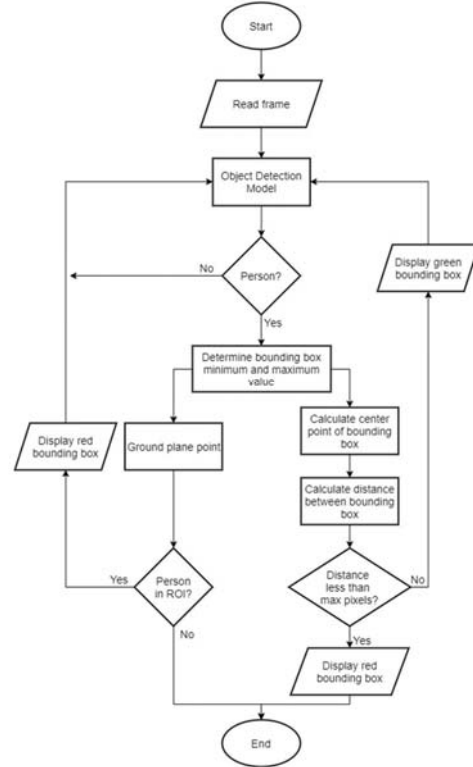 Start
Read frame
Object Detection
Model
No
Person?
Display green
bounding box
Yes
Determine bounding box
minimum and maximum
value
Display red
bounding box
Ground plane point
Calculate center
point of bounding
box
Calculate distance
between bounding
box
Yes
Person
in ROI?
Distance
less than
max pixels?
No
No
Yes
Display red
bounding box
End